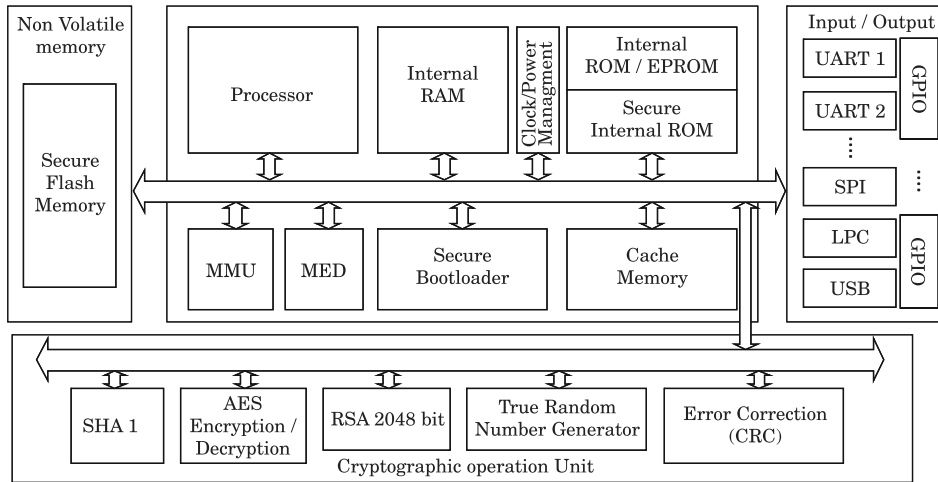 Non Volatile
memory
Secure
Flash
Memory
Processor
Internal
RAM
Clock/Power
Managment
Internal
ROM / EPROM
Secure
Internal ROM
MMU
MED
Secure
Bootloader
Cache
Memory
Input / Output
UART 1
UART 2
GPIO
SPI
LPC
USB
GPIO
SHA 1
AES
Encryption /
Decryption
RSA 2048 bit
True Random
Number Generator
Error Correction
(CRC)
Cryptographic operation Unit